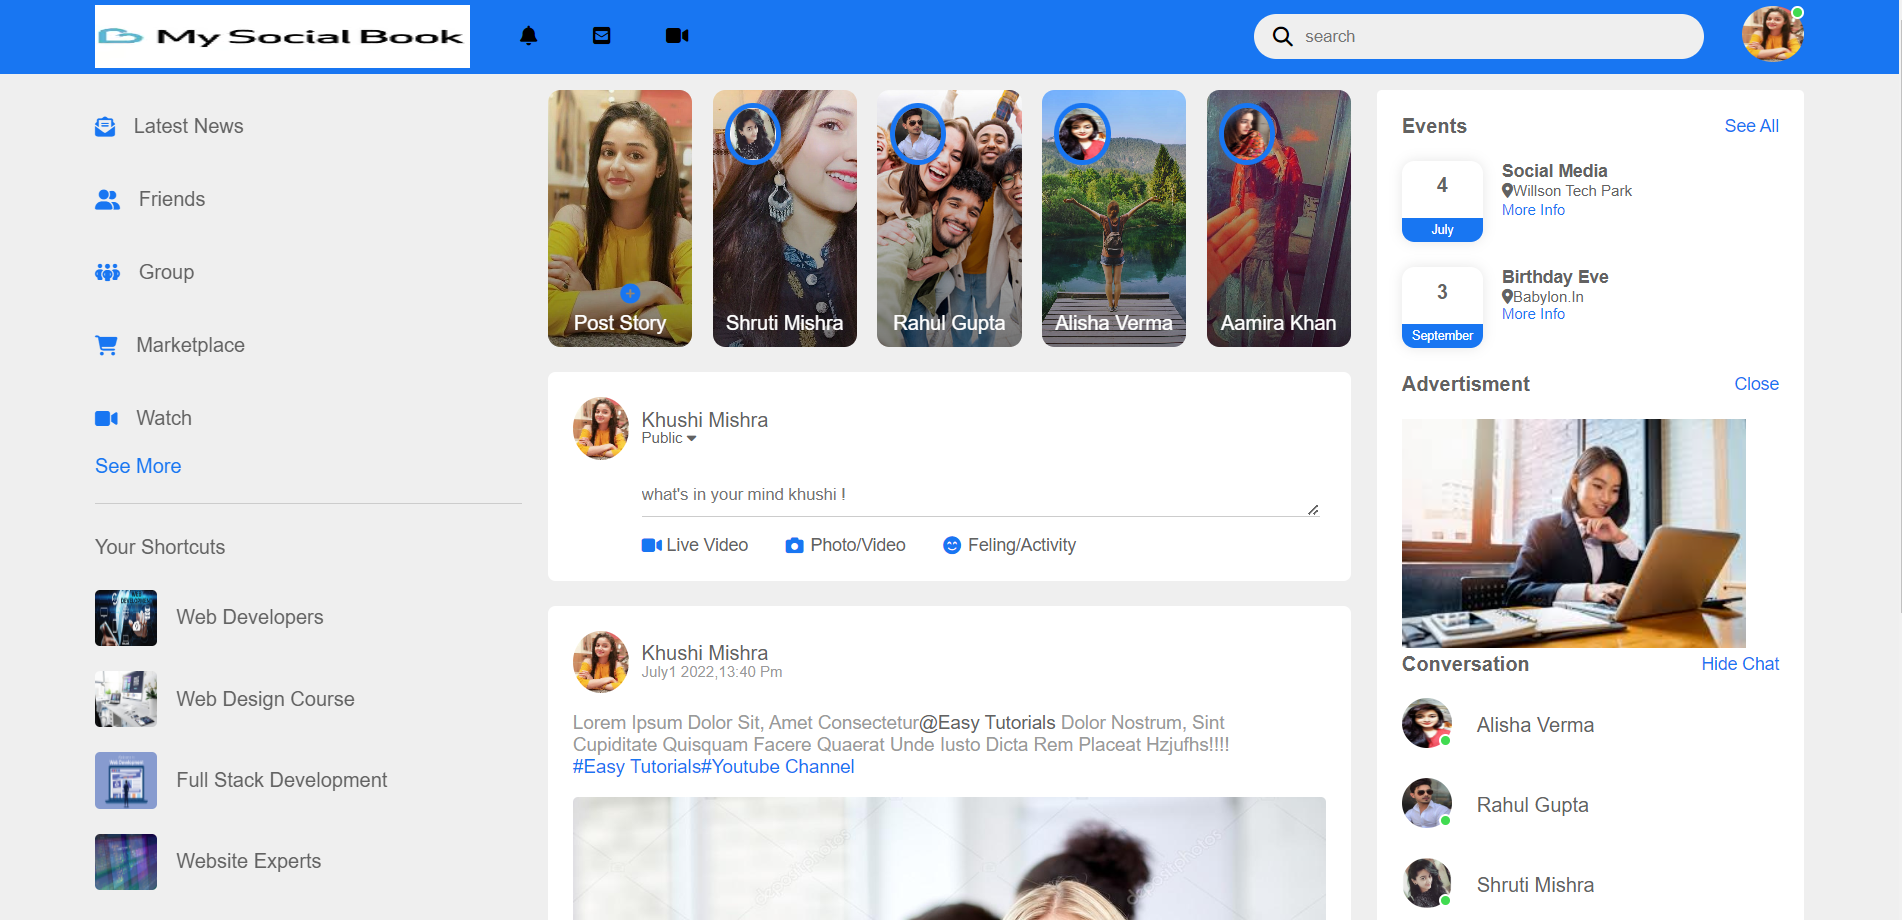 My Social Book
search
Latest News
Friends
Group
Marketplace
Watch
See More
Your Shortcuts
Web Developers
Web Design Course
Full Stack Development
Website Experts
Post Story
Shruti Mishra
Rahul Gupta
Alisha Verma
Aamira Khan
Khushi Mishra
Public
what's in your mind khushi !
Live Video
Photo/Video
Feling/Activity
Khushi Mishra
July1 2022,13:40 Pm
Lorem Ipsum Dolor Sit, Amet Consectetur@Easy Tutorials Dolor Nostrum, Sint
Cupiditate Quisquam Facere Quaerat Unde Iusto Dicta Rem Placeat Hzjufhs!!!!
#Easy Tutorials#Youtube Channel
depositphotos
depositphotos
Events
See All
4
July
Social Media
Willson Tech Park
More Info
3
September
Birthday Eve
Babylon.In
More Info
Advertisment
Close
Conversation
Hide Chat
Alisha Verma
Rahul Gupta
Shruti Mishra